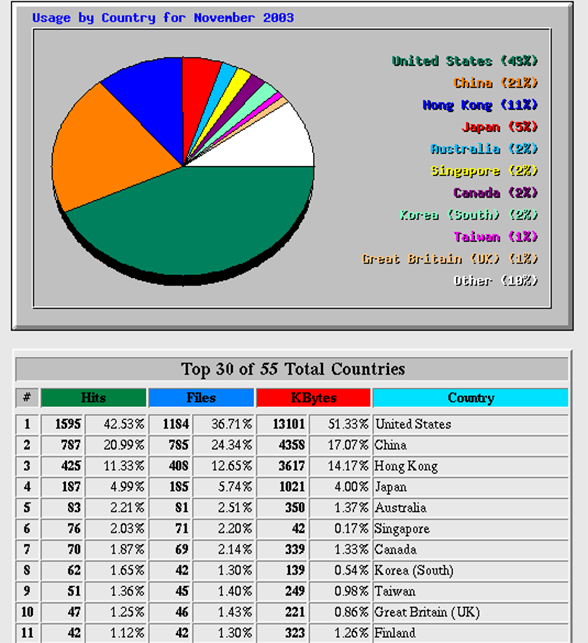 Usage by Country for November 2003
United States (43%)
China (21%)
Hong Kong (11%)
Japan (5%)
Australia (2%)
Singapore (2%)
Canada (2%)
Korea (South) (2%)
Taiwan (1%)
Great Britain (UK) (1%)
Other (10%)
Top 30 of 55 Total Countries
# Hits Files KBytes Country
1 1595 42.53% 1184 36.71% 13101 51.33% United States
2 787 20.99% 785 24.34% 4358 17.07% China
3 425 11.33% 408 12.65% 3617 14.17% Hong Kong
4 187 4.99% 185 5.74% 1021 4.00% Japan
5 83 2.21% 81 2.51% 350 1.37% Australia
6 76 2.03% 71 2.20% 42 0.17% Singapore
7 70 1.87% 69 2.14% 339 1.33% Canada
8 62 1.65% 42 1.30% 139 0.54% Korea (South)
9 51 1.36% 45 1.40% 249 0.98% Taiwan
10 47 1.25% 46 1.43% 221 0.86% Great Britain (UK)
11 42 1.12% 42 1.30% 323 1.26% Finland